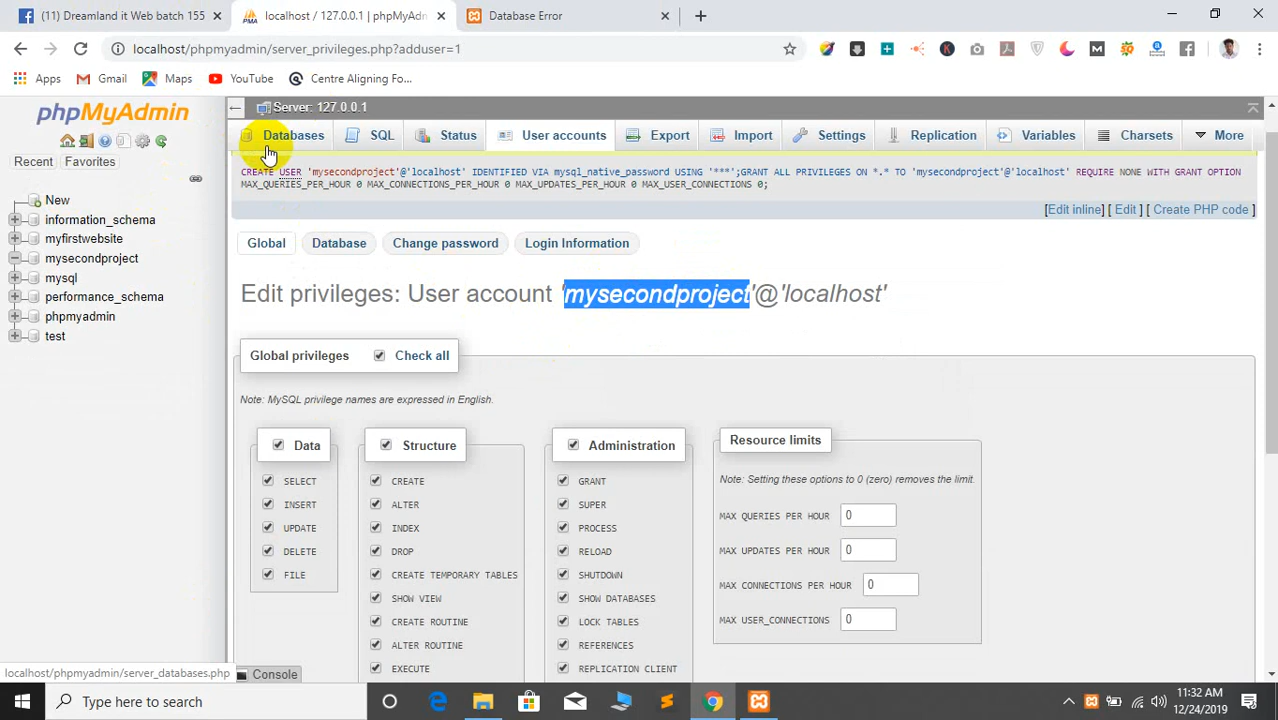 (11) Dreamland it Web batch 155
localhost / 127.0.0.1 | phpMyAdm
Database Error
localhost/phpmyadmin/server_privileges.php?adduser=1
Apps
Gmail
Maps
YouTube
Centre Aligning Fo...
phpMyAdmin
Recent
Favorites
New
information_schema
myfirstwebsite
mysecondproject
mysql
performance_schema
phpmyadmin
test
Server: 127.0.0.1
Databases
SQL
Status
User accounts
Export
Import
Settings
Replication
Variables
Charsets
More
CREATE USER 'mysecondproject'@'localhost' IDENTIFIED VIA mysql_native_password USING '***';GRANT ALL PRIVILEGES ON *.* TO 'mysecondproject'@'localhost' REQUIRE NONE WITH GRANT OPTION
MAX_QUERIES_PER_HOUR 0 MAX_CONNECTIONS_PER_HOUR 0 MAX_UPDATES_PER_HOUR 0 MAX_USER_CONNECTIONS 0;
[Edit inline] [ Edit ] [ Create PHP code ]
Global
Database
Change password
Login Information
Edit privileges: User account 'mysecondproject'@'localhost'
Global privileges
Check all
Note: MySQL privilege names are expressed in English.
Data
SELECT
INSERT
UPDATE
DELETE
FILE
Structure
CREATE
ALTER
INDEX
DROP
CREATE TEMPORARY TABLES
SHOW VIEW
CREATE ROUTINE
ALTER ROUTINE
EXECUTE
Administration
GRANT
SUPER
PROCESS
RELOAD
SHUTDOWN
SHOW DATABASES
LOCK TABLES
REFERENCES
REPLICATION CLIENT
Resource limits
Note: Setting these options to 0 (zero) removes the limit.
MAX QUERIES PER HOUR 0
MAX UPDATES PER HOUR 0
MAX CONNECTIONS PER HOUR 0
MAX USER_CONNECTIONS 0
localhost/phpmyadmin/server_databases.php
Console
Type here to search
11:32 AM
12/24/2019